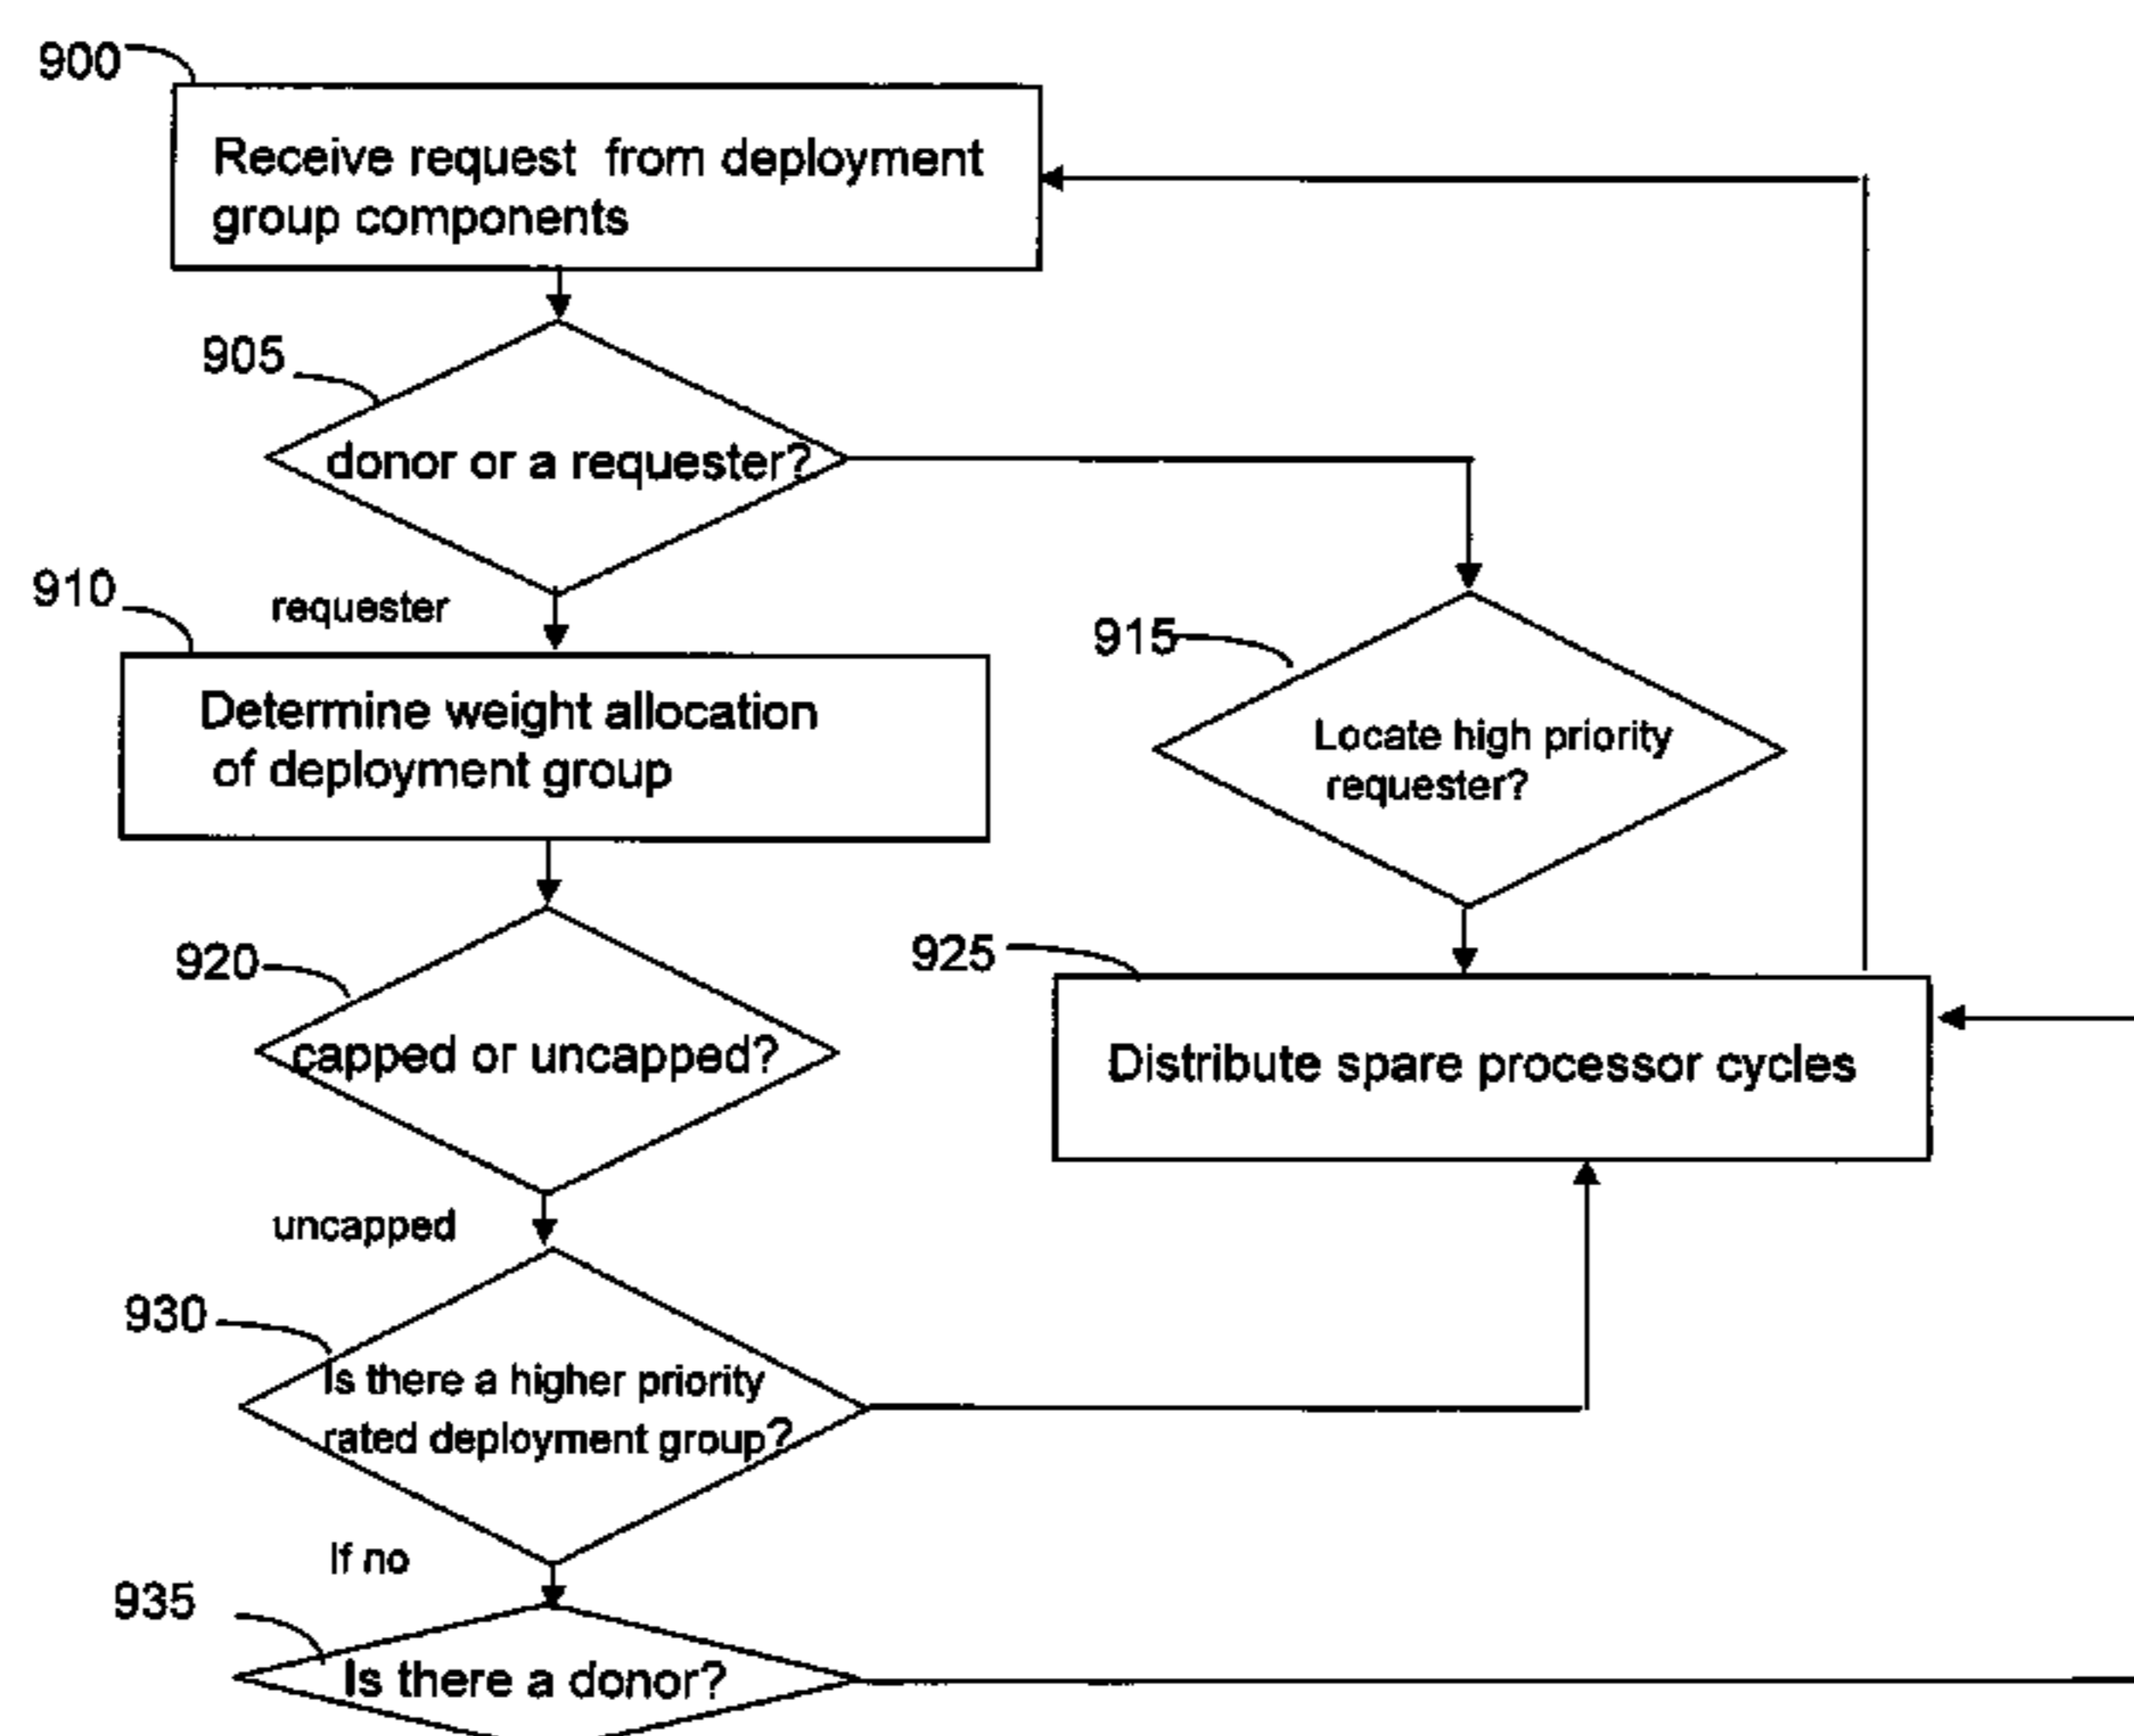 900
Receive request from deployment
group components
905
donor or a requester?
910
requester
915
Determine weight allocation
of deployment group
Locate high priority
requester?
920
925
capped or uncapped?
Distribute spare processor cycles
uncapped
930
Is there a higher priority
rated deployment group?
If no
935
Is there a donor?